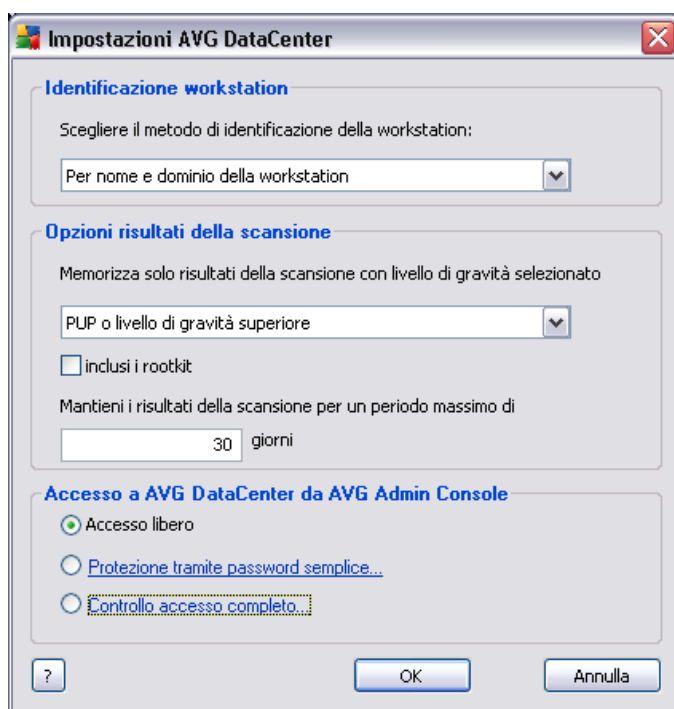 Impostazioni AVG DataCenter
Identificazione workstation
Scegliere il metodo di identificazione della workstation:
Per nome e dominio della workstation
Opzioni risultati della scansione
Memorizza solo risultati della scansione con livello di gravità selezionato
PUP o livello di gravità superiore
inclusi i rootkit
Mantieni i risultati della scansione per un periodo massimo di
30 giorni
Accesso a AVG DataCenter da AVG Admin Console
Accesso libero
Protezione tramite password semplice...
Controllo accesso completo...
? OK Annulla